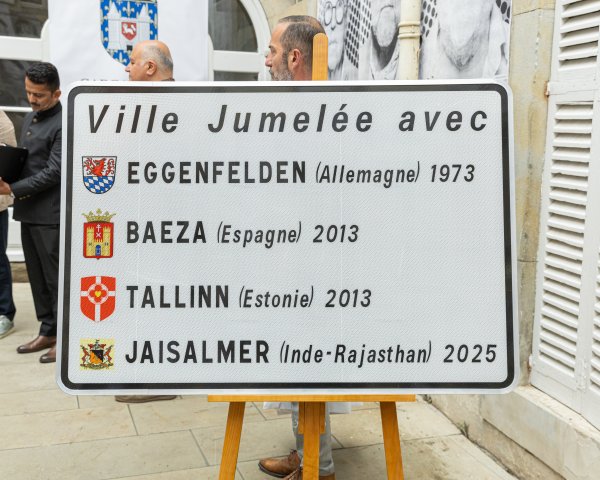 Ville Jumelée avec
EGGENFELDEN (Allemagne) 1973
BAEZA (Espagne) 2013
TALLINN (Estonie) 2013
JAISALMER (Inde-Rajasthan) 2025